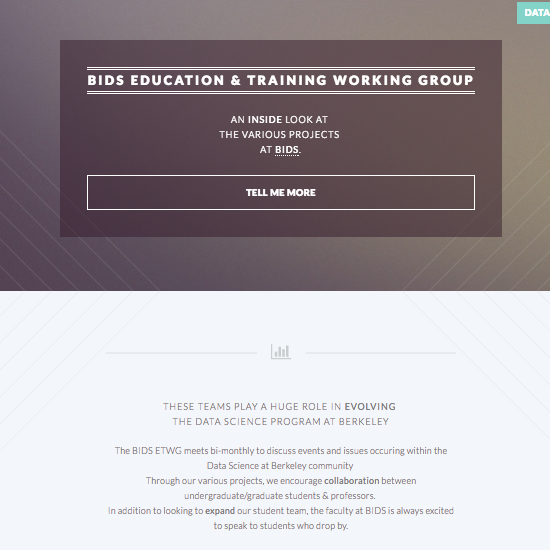 DATA
BIDS EDUCATION & TRAINING WORKING GROUP
AN INSIDE LOOK AT
THE VARIOUS PROJECTS
AT BIDS.
TELL ME MORE
THESE TEAMS PLAY A HUGE ROLE IN EVOLVING
THE DATA SCIENCE PROGRAM AT BERKELEY
The BIDS ETWG meets bi-monthly to discuss events and issues occuring within the
Data Science at Berkeley community
Through our various projects, we encourage collaboration between
undergraduate/graduate students & professors.
In addition to looking to expand our student team, the faculty at BIDS is always excited
to speak to students who drop by.